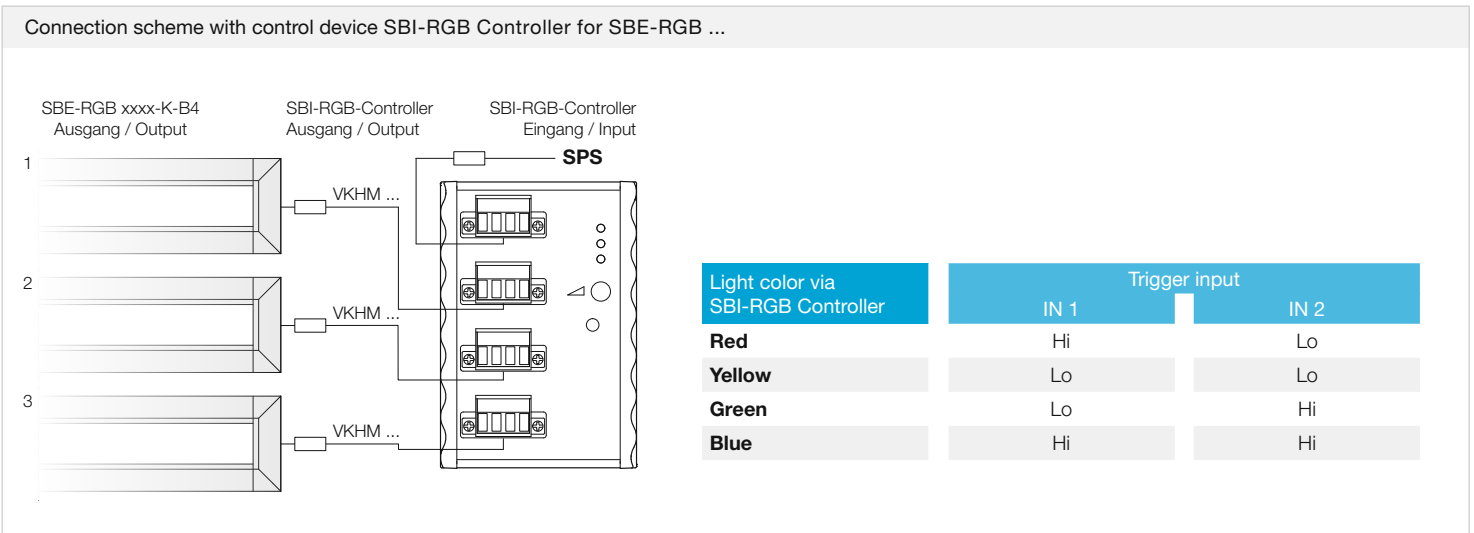 Connection scheme with control device SBI-RGB Controller for SBE-RGB ...
SBE-RGB xxxx-K-B4
Ausgang / Output
SBI-RGB-Controller
Ausgang / Output
SBI-RGB-Controller
Eingang / Input
SPS
1
VKHM ...
2
VKHM ...
3
VKHM ...
Light color via
SBI-RGB Controller
Trigger input
IN 1 IN 2
Red Hi Lo
Yellow Lo Lo
Green Lo Hi
Blue Hi Hi